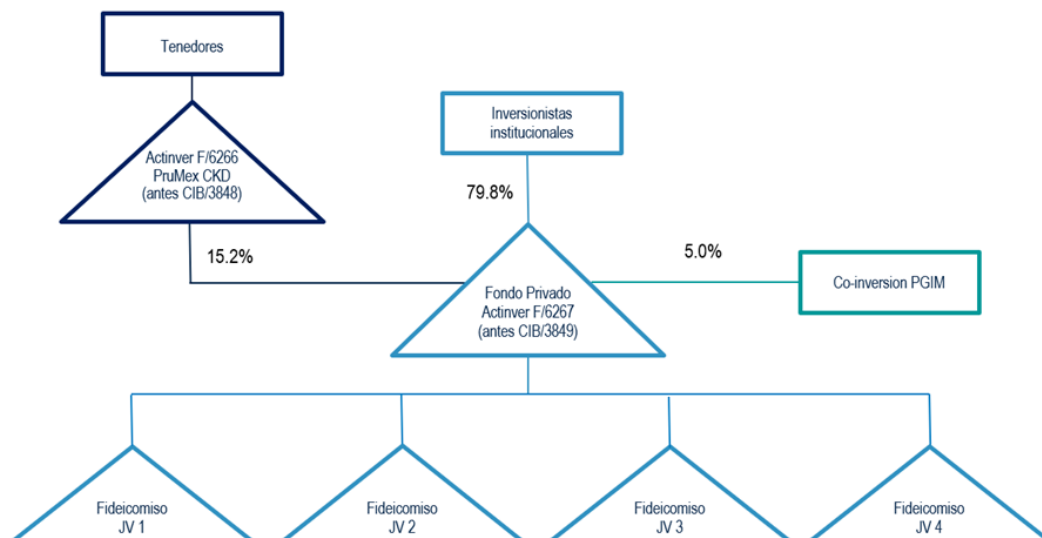 Tenedores
Actinver F/6266
PruMex CKD
(antes CIB/3848)
Inversionistas
institucionales
79.8%
15.2%
5.0%
Fondo Privado
Actinver F/6267
(antes CIB/3849)
Co-inversion PGIM
Fideicomiso
JV 1
Fideicomiso
JV 2
Fideicomiso
JV 3
Fideicomiso
JV 4